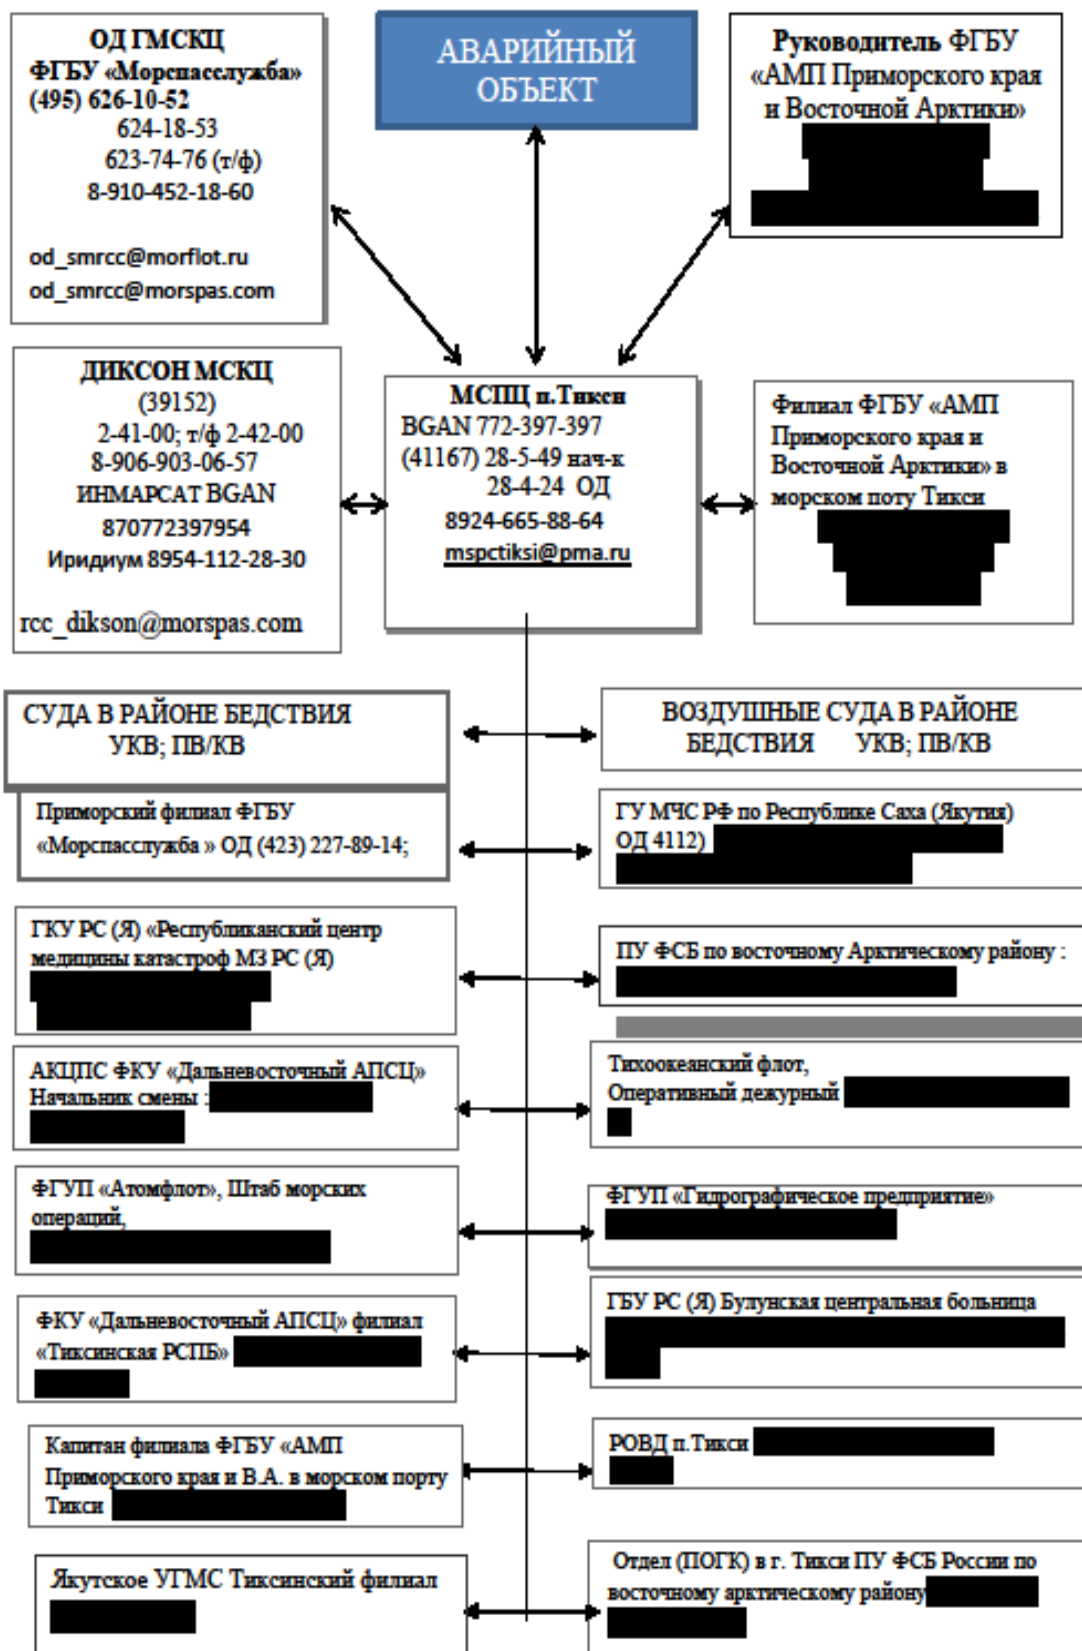 ОД ГМСКЦ
ФГБУ «Морспасслужба»
(495) 626-10-52
624-18-53
623-74-76 (т/ф)
8-910-452-18-60
od_smrcc@morflot.ru
od_smrcc@morspas.com
АВАРИЙНЫЙ
ОБЪЕКТ
Руководитель ФГБУ
«АМП Приморского края
и Восточной Арктики»
ДИКСОН МСКЦ
(39152)
2-41-00; т/ф 2-42-00
8-906-903-06-57
ИНМАРСАТ BGAN
870772397954
Иридиум 8954-112-28-30
rcc_dikson@morspas.com
МСПЦ п.Тикси
BGAN 772-397-397
(41167) 28-5-49 нач-к
28-4-24 ОД
8924-665-88-64
mspctiksi@pma.ru
Филиал ФГБУ «АМП
Приморского края и
Восточной Арктики» в
морском поту Тикси
СУДА В РАЙОНЕ БЕДСТВИЯ
УКВ; ПВ/КВ
ВОЗДУШНЫЕ СУДА В РАЙОНЕ
БЕДСТВИЯ УКВ; ПВ/КВ
Приморский филиал ФГБУ
«Морспасслужба » ОД (423) 227-89-14;
ГУ МЧС РФ по Республике Саха (Якутия)
ОД 4112)
ГКУ РС (Я) «Республиканский центр
медицины катастроф МЗ РС (Я)
ПУ ФСБ по восточному Арктическому району :
АКЦПС ФКУ «Дальневосточный АПСЦ»
Начальник смены :
Тихоокеанский флот,
Оперативный дежурный
ФГУП «Атомфлот», Штаб морских
операций,
ФГУП «Гидрографическое предприятие»
ФКУ «Дальневосточный АПСЦ» филиал
«Тиксинская РСПБ»
ГБУ РС (Я) Булунская центральная больница
Капитан филиала ФГБУ «АМП
Приморского края и В.А. в морском порту
Тикси
РОВД п.Тикси
Якутское УГМС Тиксинский филиал
Отдел (ПОГК) в г. Тикси ПУ ФСБ России по
восточному арктическому району